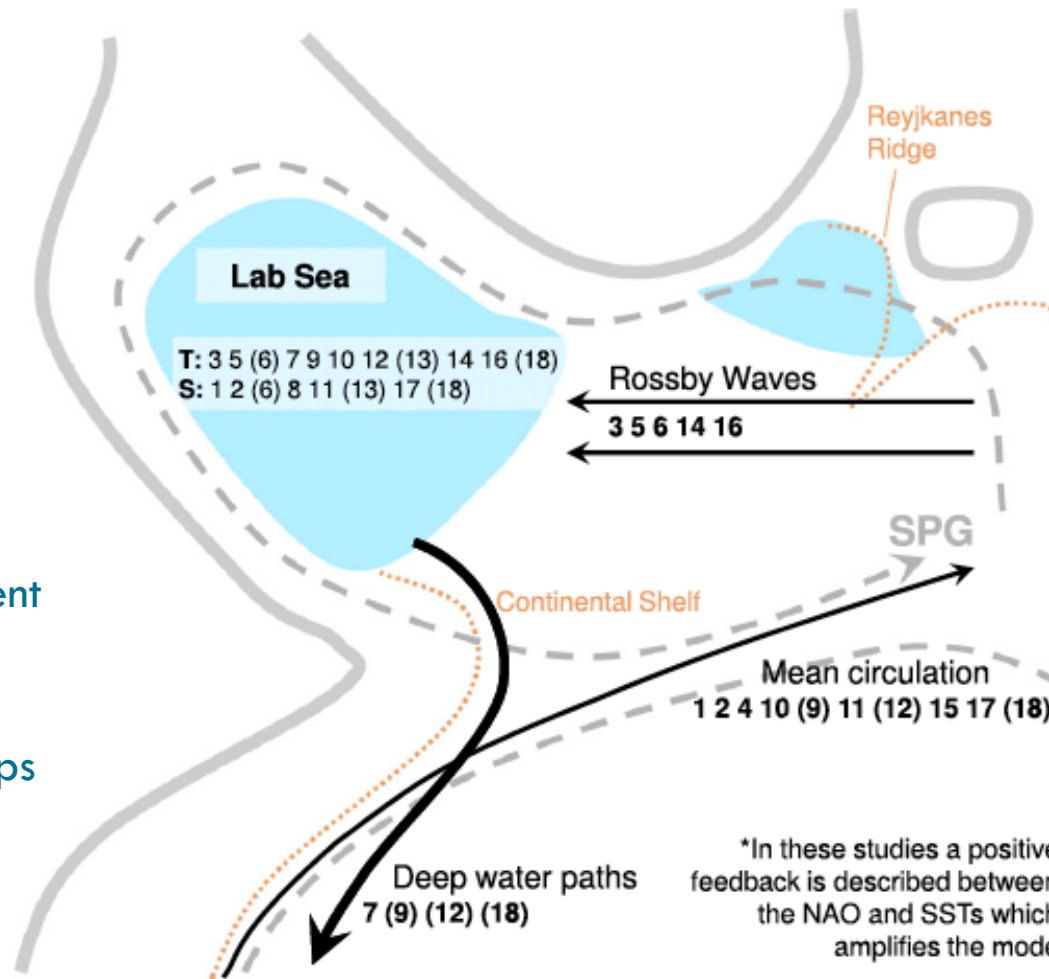 Reyjkanes
Ridge
Lab Sea
T: 3 5 (6) 7 9 10 12 (13) 14 16 (18)
S: 1 2 (6) 8 11 (13) 17 (18)
Rossby Waves
3 5 6 14 16
SPG
ent
Continental Shelf
Mean circulation
1 2 4 10 (9) 11 (12) 15 17 (18)
ps
Deep water paths
7 (9) (12) (18)
*In these studies a positive
feedback is described between
the NAO and SSTs which
amplifies the mode